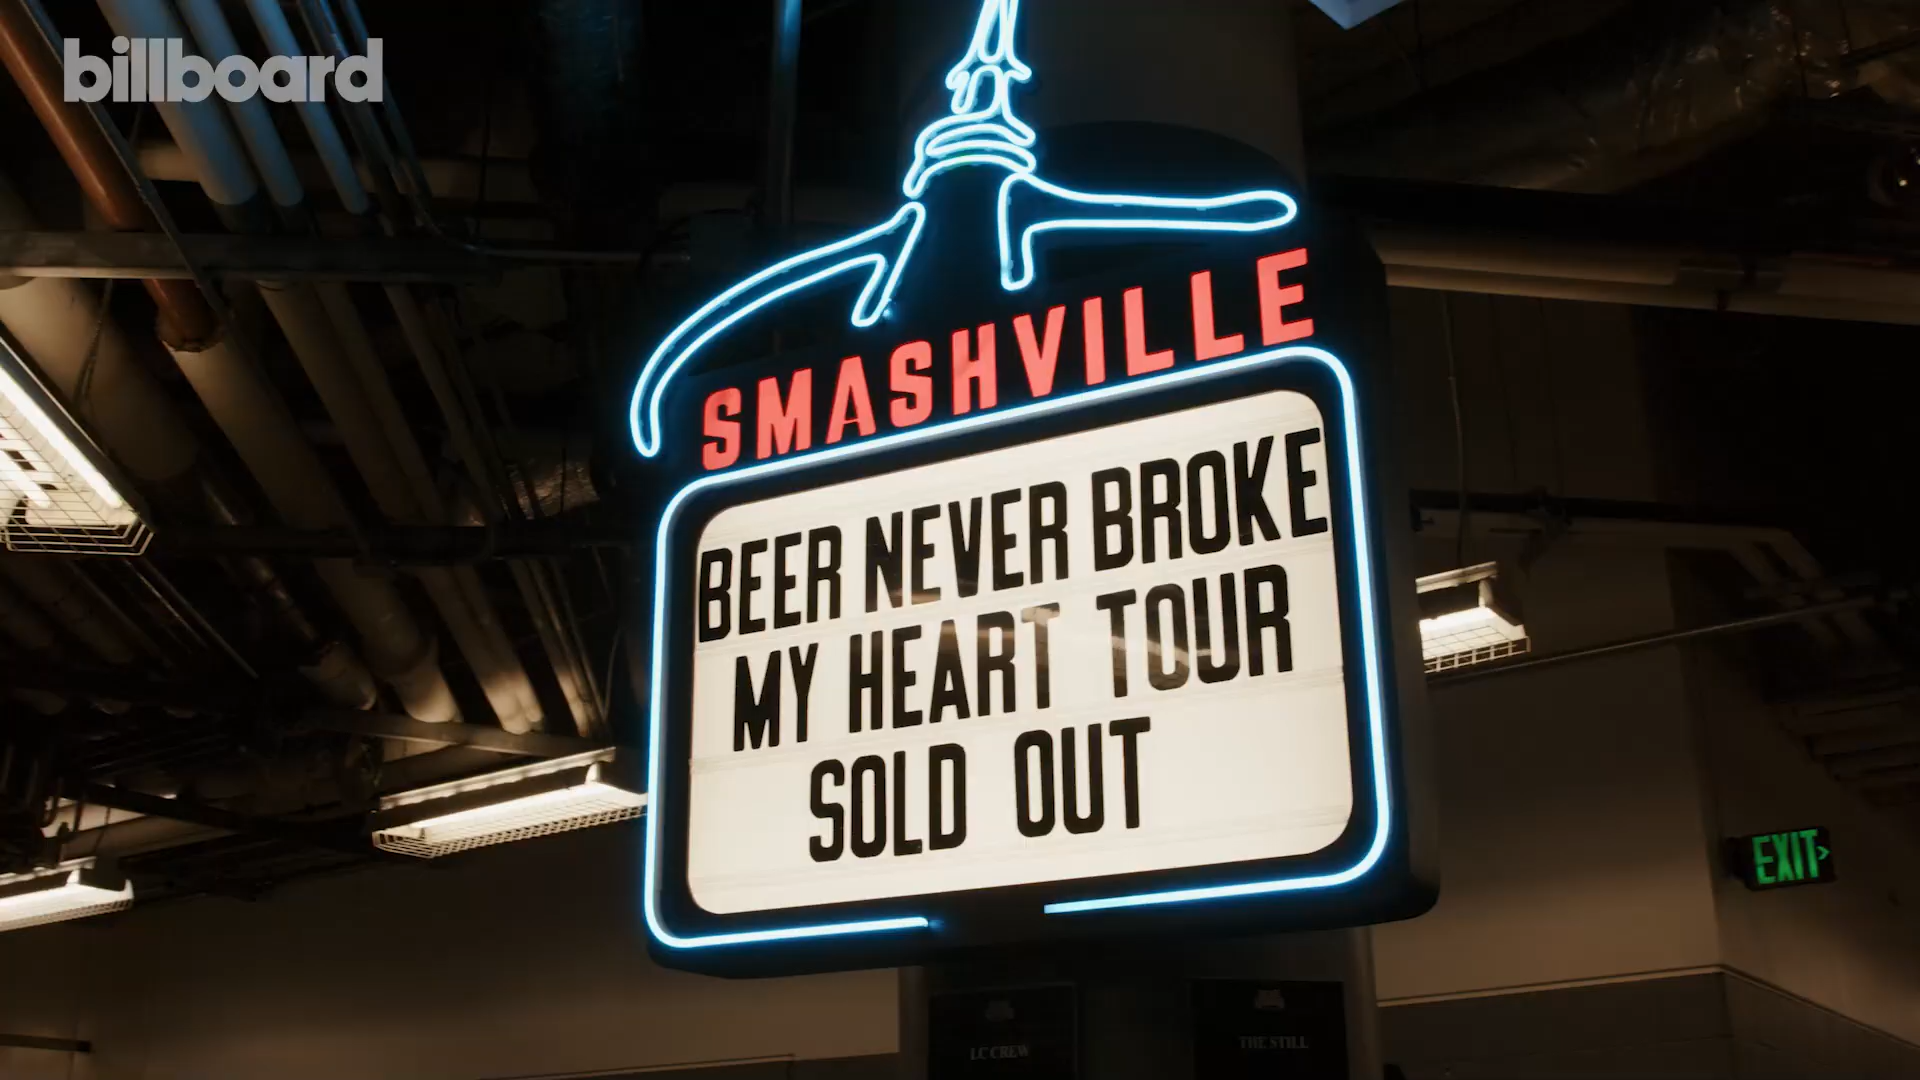 billboard
SMASHVILLE
BEER NEVER BROKE
MY HEART TOUR
SOLD OUT
EXIT
LC CREW
THE STILL